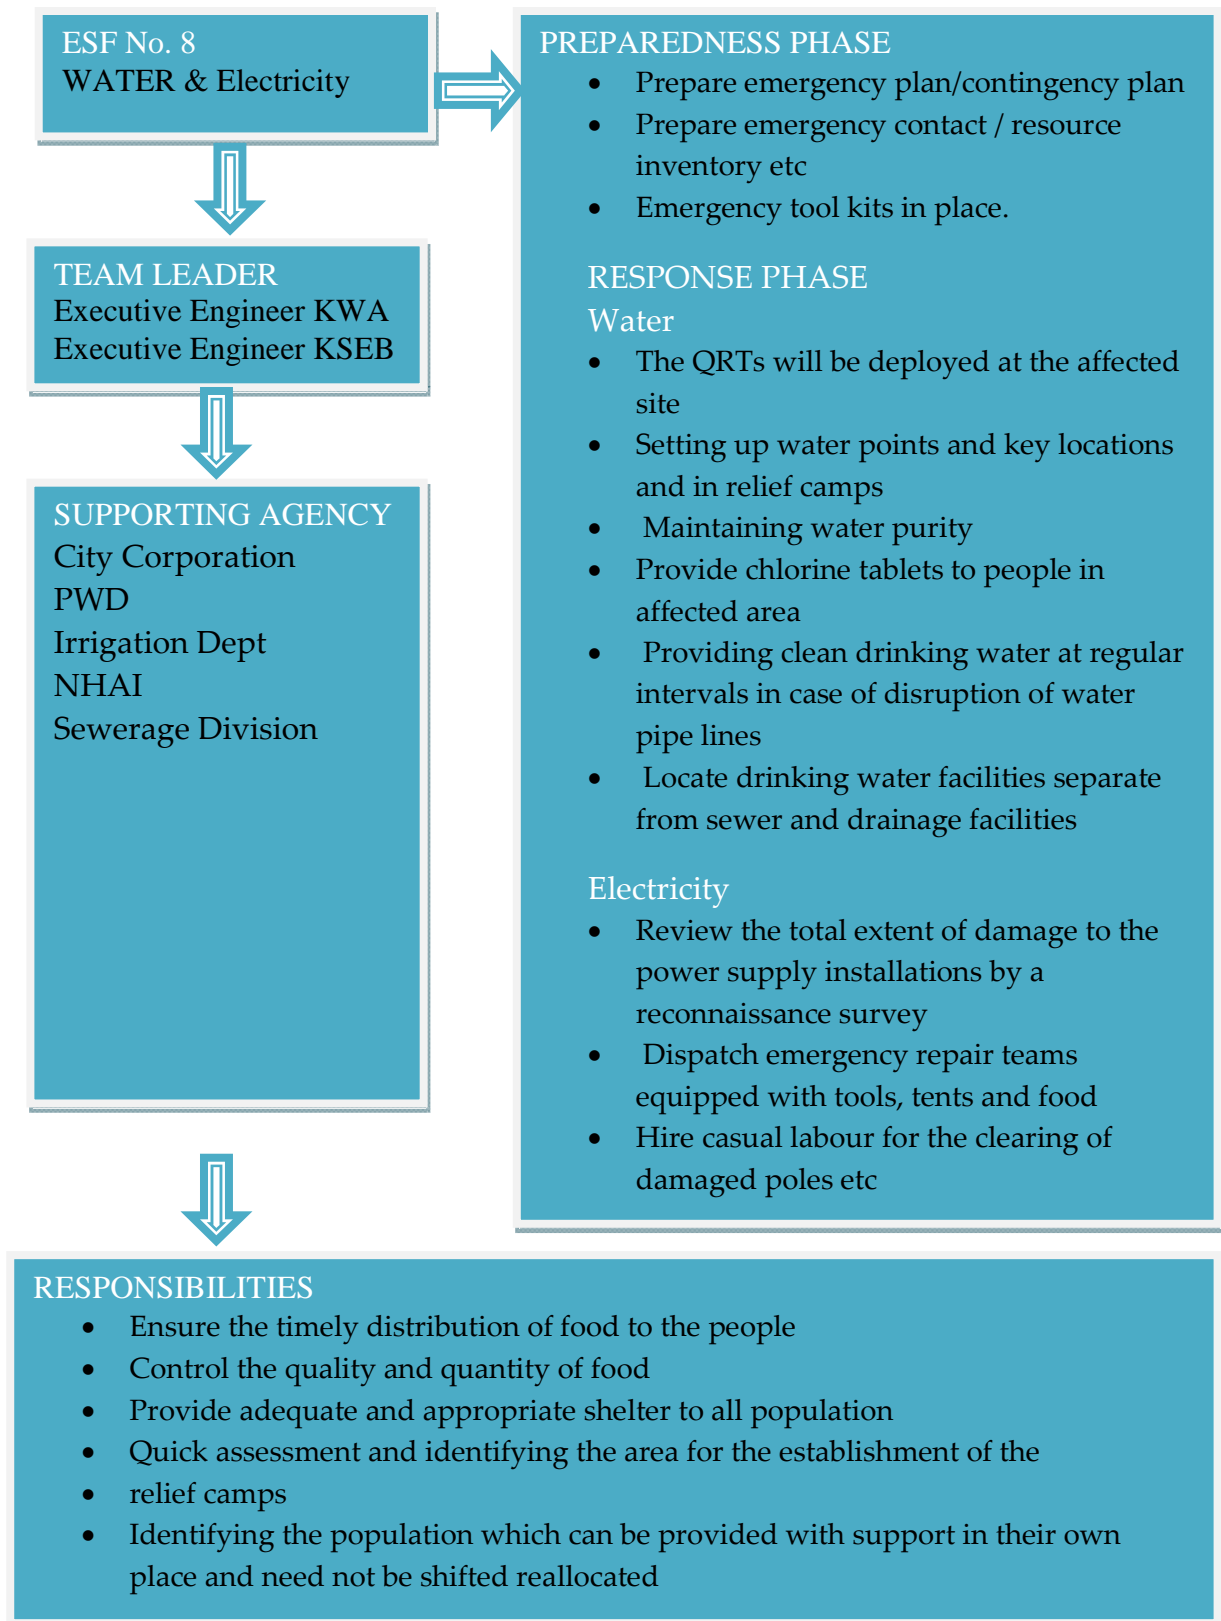 ESF No. 8
WATER & Electricity
TEAM LEADER
Executive Engineer KWA
Executive Engineer KSEB
SUPPORTING AGENCY
City Corporation
PWD
Irrigation Dept
NHAI
Sewerage Division
PREPAREDNESS PHASE
• Prepare emergency plan/contingency plan
• Prepare emergency contact / resource
inventory etc
• Emergency tool kits in place.
RESPONSE PHASE
Water
• The QRTs will be deployed at the affected
site
• Setting up water points and key locations
and in relief camps
• Maintaining water purity
• Provide chlorine tablets to people in
affected area
• Providing clean drinking water at regular
intervals in case of disruption of water
pipe lines
• Locate drinking water facilities separate
from sewer and drainage facilities
Electricity
• Review the total extent of damage to the
power supply installations by a
reconnaissance survey
• Dispatch emergency repair teams
equipped with tools, tents and food
• Hire casual labour for the clearing of
damaged poles etc
RESPONSIBILITIES
• Ensure the timely distribution of food to the people
• Control the quality and quantity of food
• Provide adequate and appropriate shelter to all population
• Quick assessment and identifying the area for the establishment of the
• relief camps
• Identifying the population which can be provided with support in their own
place and need not be shifted reallocated